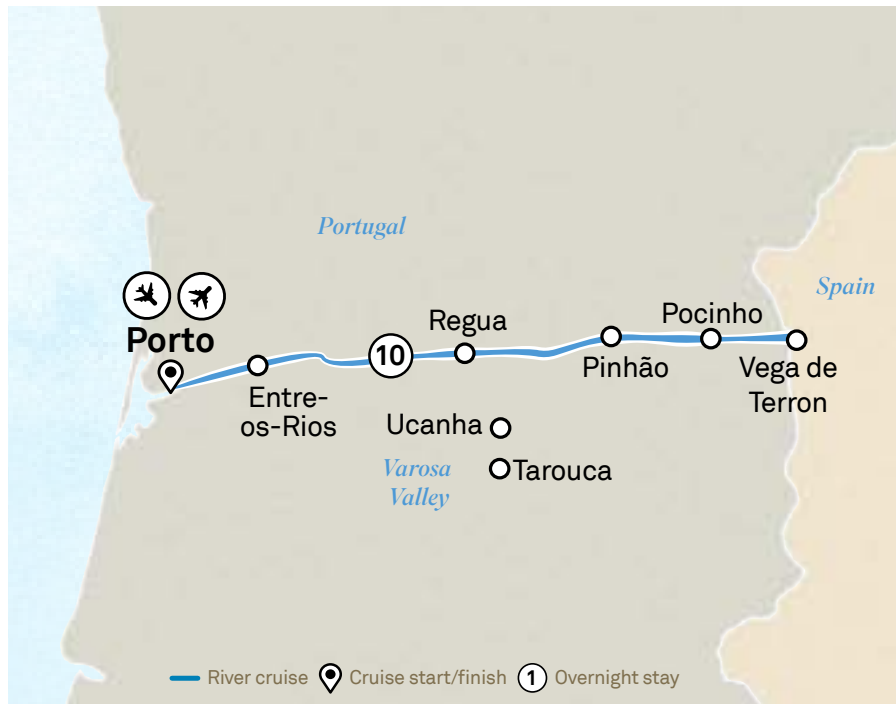 Portugal
Spain
Porto
Regua
Pocinho
10
Pinhão
Vega de
Terron
Entre-
os-Rios
Ucanha
Varosa
Valley
Tarouca
River cruise
Cruise start/finish
1 Overnight stay